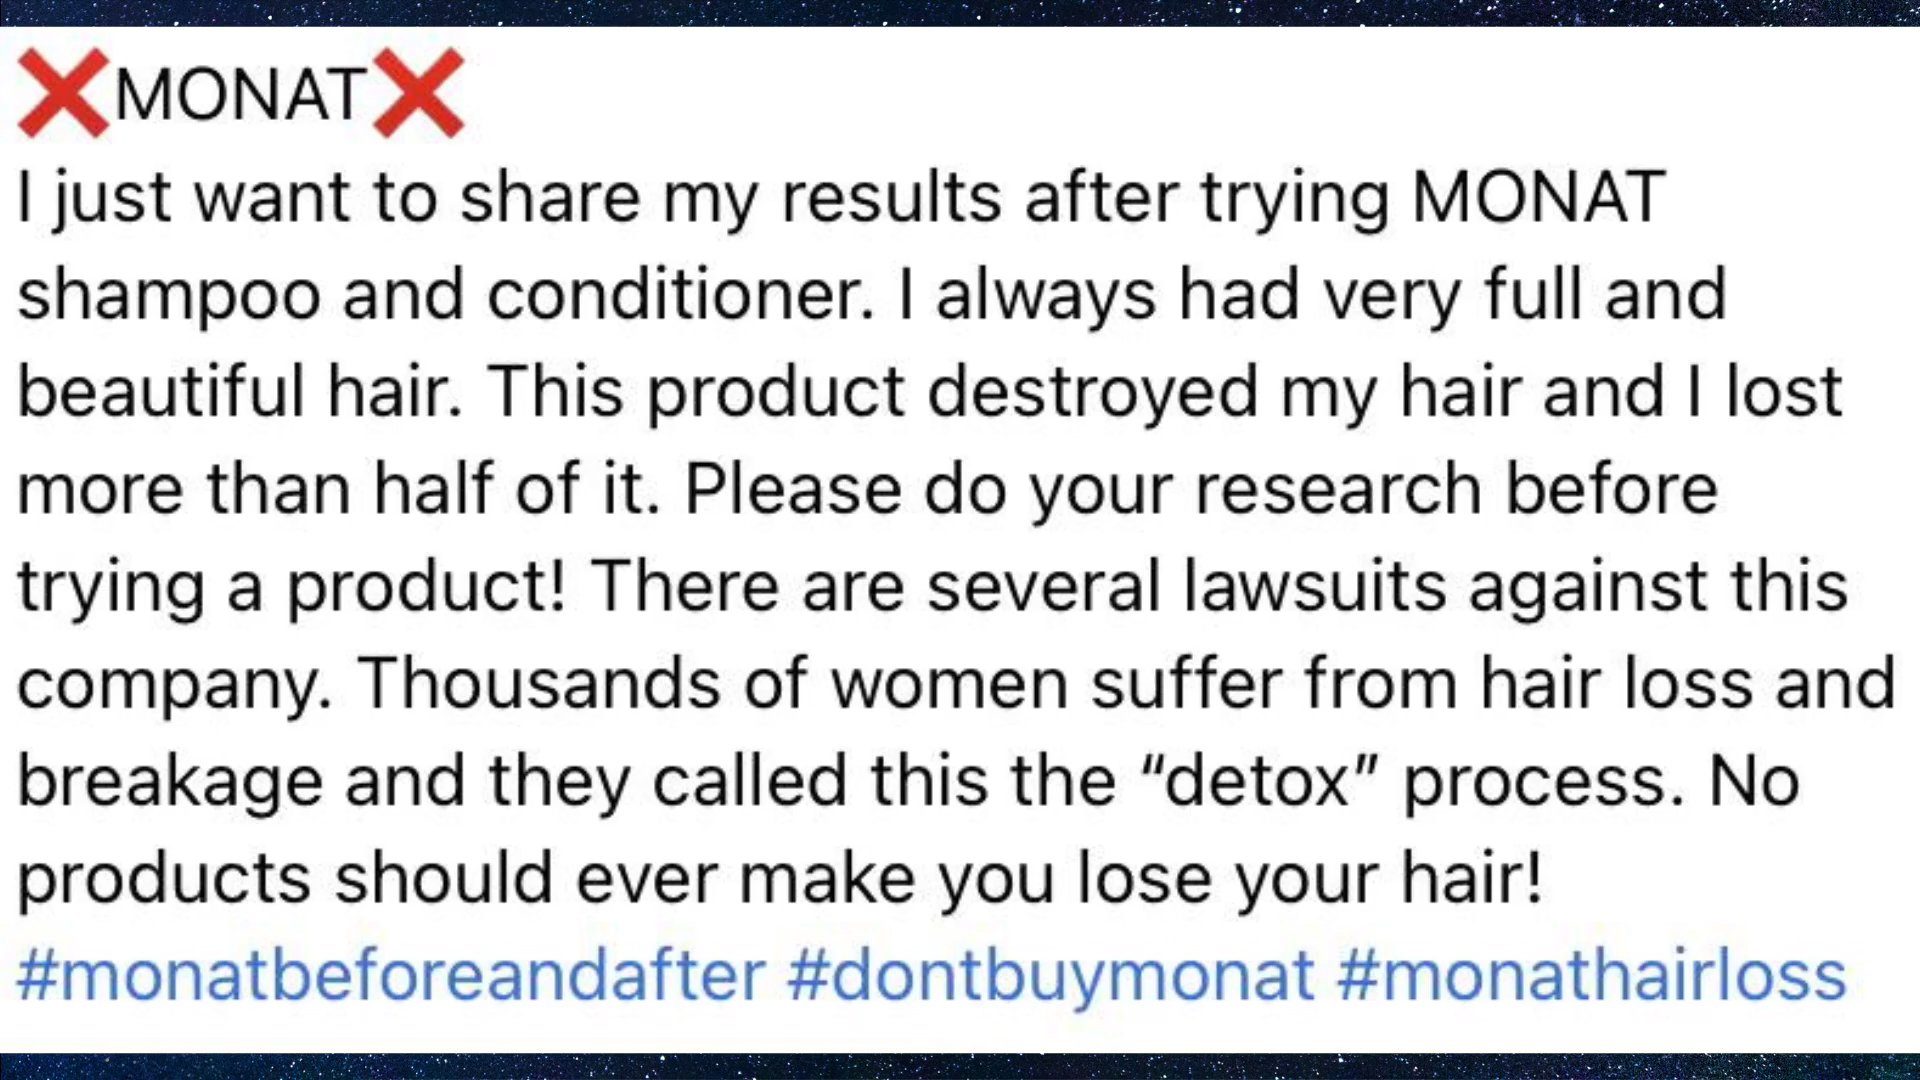 ❌MONAT❌
I just want to share my results after trying MONAT
shampoo and conditioner. I always had very full and
beautiful hair. This product destroyed my hair and I lost
more than half of it. Please do your research before
trying a product! There are several lawsuits against this
company. Thousands of women suffer from hair loss and
breakage and they called this the “detox” process. No
products should ever make you lose your hair!
#monatbeforeandafter #dontbuymonat #monathairloss